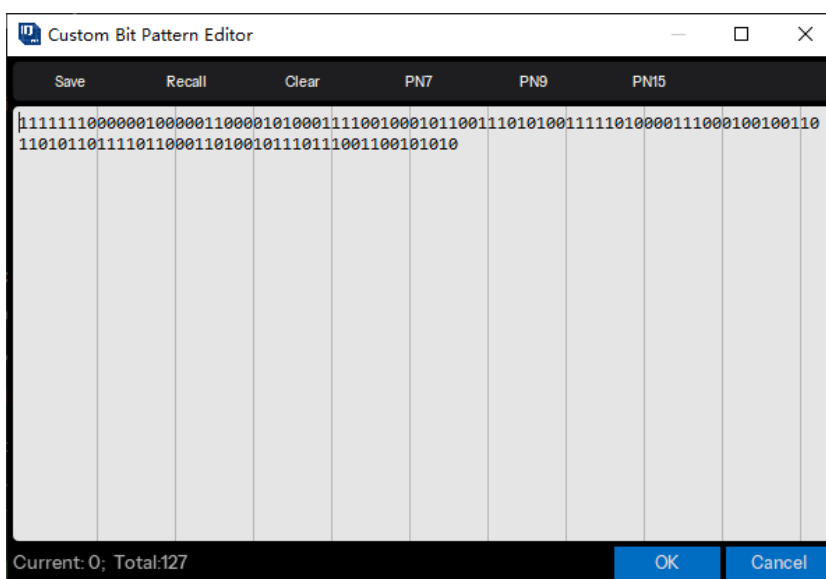 Custom Bit Pattern Editor
Save Recall Clear PN7 PN9 PN15
1111111000000100000110000101000111100100010110011101010011111010000111000100100110
110101101111011000110100101110111001100101010
Current: 0; Total:127
OK Cancel